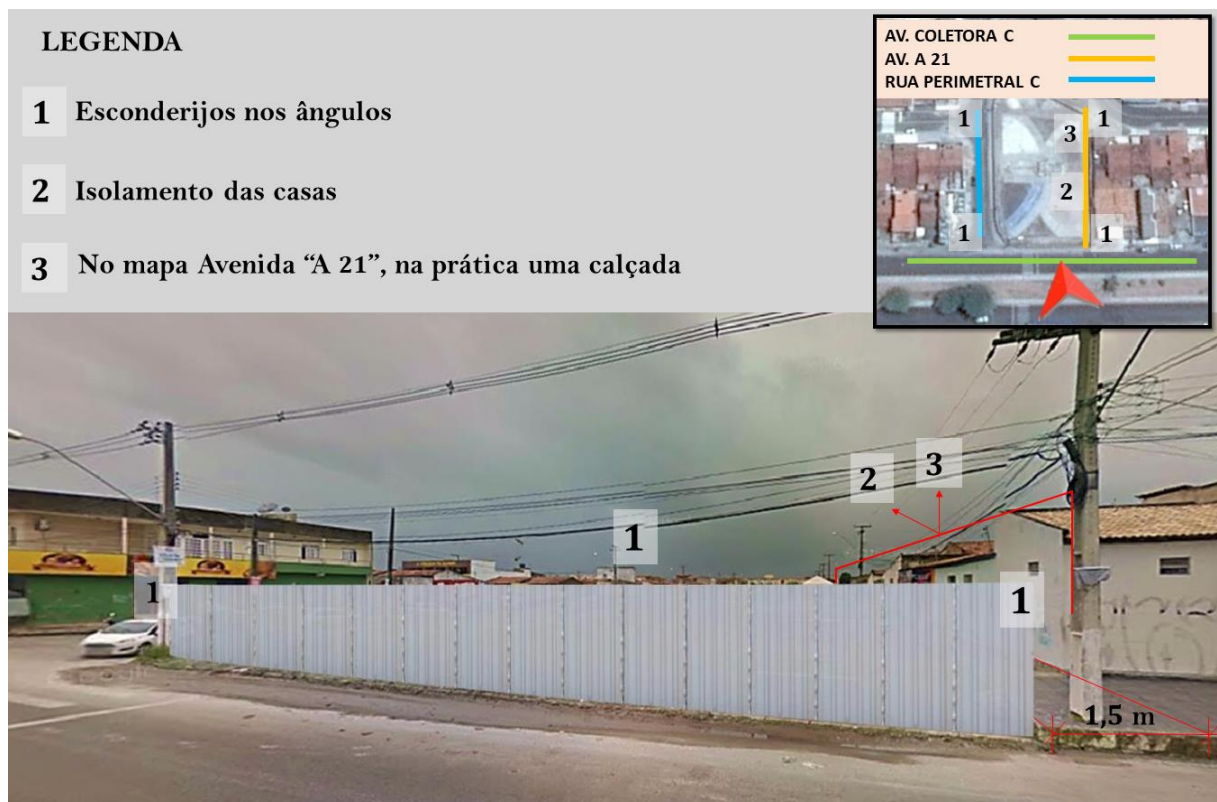 LEGENDA
1 Esconderijos nos ângulos
2 Isolamento das casas
3 No mapa Avenida “A 21”, na prática uma calçada
AV. COLETORA C
AV. A 21
RUA PERIMETRAL C
1 3 1
2
1 1
2 3
1
1 1
1,5 m